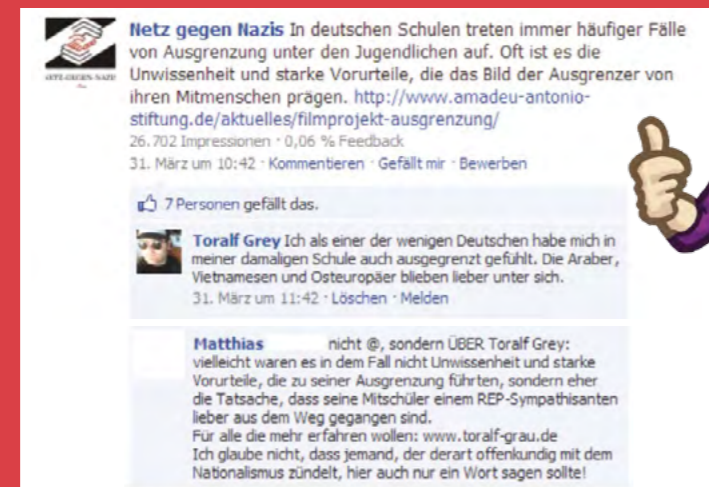 Netz gegen Nazis In deutschen Schulen treten immer häufiger Fälle
von Ausgrenzung unter den Jugendlichen auf. Oft ist es die
Unwissenheit und starke Vorurteile, die das Bild der Ausgrenzer von
ihren Mitmenschen prägen. http://www.amadeu-antonio-
stiftung.de/aktuelles/filmprojekt-ausgrenzung/
26.702 Impressionen · 0,06 % Feedback
31. März um 10:42 · Kommentieren · Gefällt mir · Bewerben
7 Personen gefällt das.
Toralf Grey Ich als einer der wenigen Deutschen habe mich in
meiner damaligen Schule auch ausgegrenzt gefühlt. Die Araber,
Vietnamesen und Osteuropäer blieben lieber unter sich.
31. März um 11:42 · Löschen · Melden
Matthias nicht @, sondern ÜBER Toralf Grey:
vielleicht waren es in dem Fall nicht Unwissenheit und starke
Vorurteile, die zu seiner Ausgrenzung führten, sondern eher
die Tatsache, dass seine Mitschüler einem REP-Sympathisanten
lieber aus dem Weg gegangen sind.
Für alle die mehr erfahren wollen: www.toralf-grau.de
Ich glaube nicht, dass jemand, der derart offenkundig mit dem
Nationalismus zündelt, hier auch nur ein Wort sagen sollte!